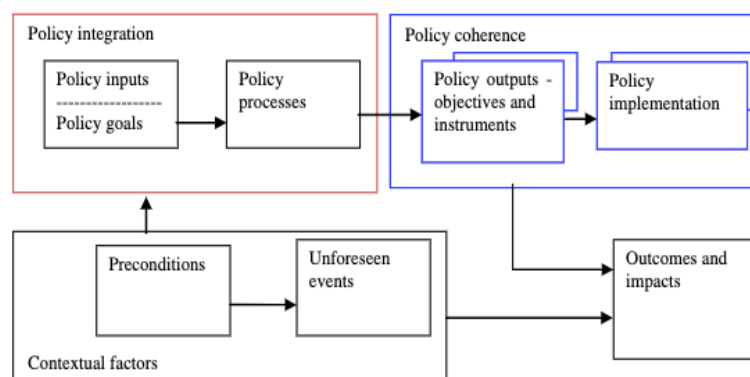 Policy integration
Policy inputs
-------------------
Policy goals
Policy
processes
Policy coherence
Policy outputs -
objectives and
instruments
Policy
implementation
Preconditions
Unforeseen
events
Contextual factors
Outcomes and
impacts